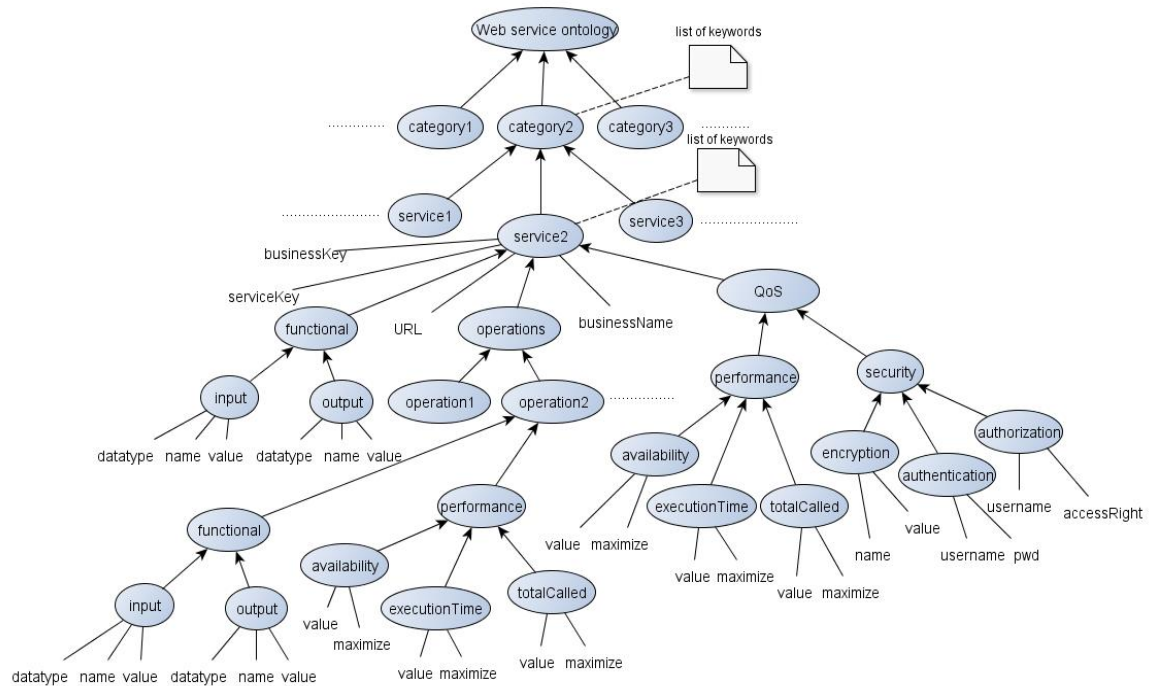 Web service ontology
list of keywords
category1
category2
category3
list of keywords
service1
service2
service3
businessKey
serviceKey
QoS
functional
URL
operations
businessName
performance
security
input
output
operation1
operation2
authorization
datatype name value
datatype name value
availability
encryption
authentication
executionTime
totalCalled
username
accessRight
functional
performance
value maximize
name
value
username pwd
availability
value maximize
value maximize
input
output
executionTime
totalCalled
value
maximize
datatype name value
datatype name value
value maximize
value maximize